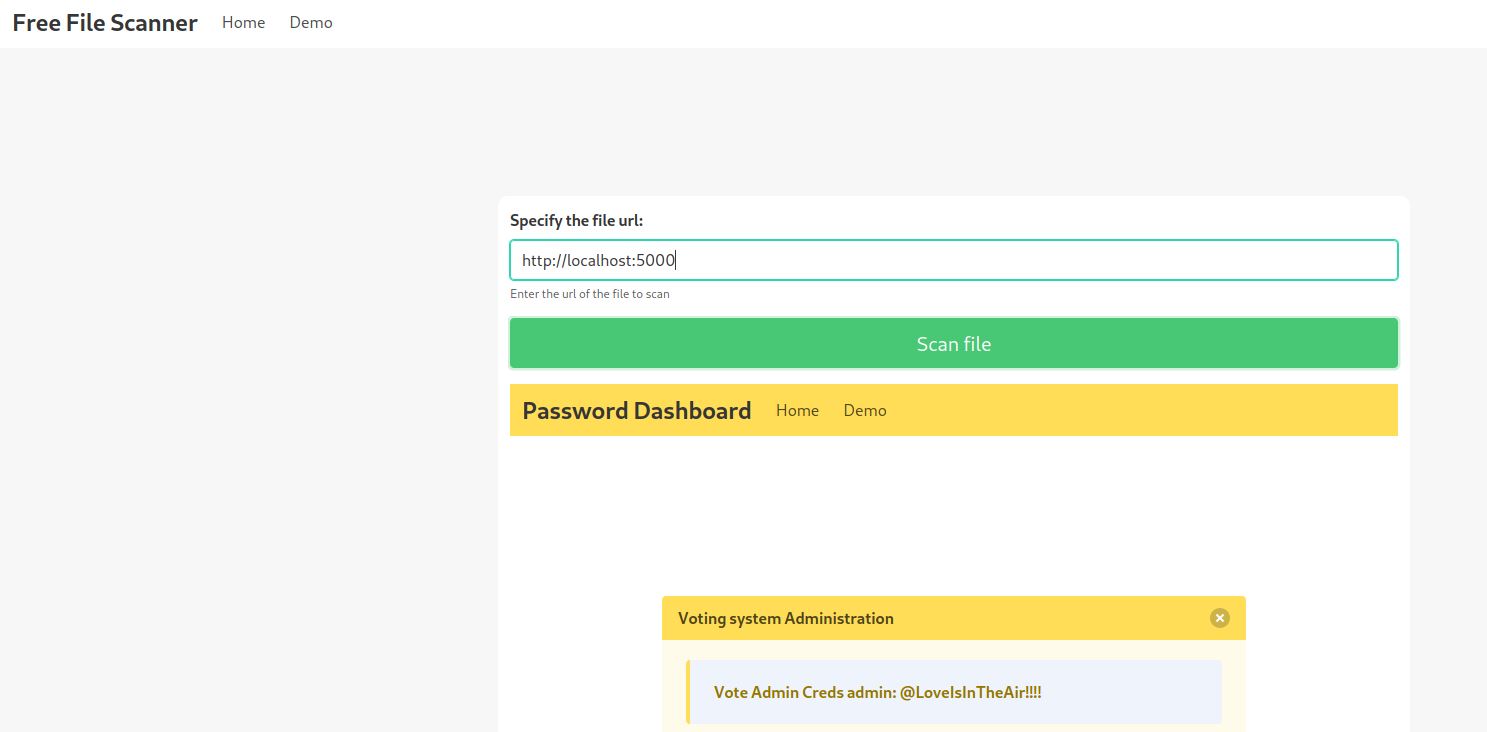 Free File Scanner Home Demo
Specify the file url:
http://localhost:5000
Enter the url of the file to scan
Scan file
Password Dashboard Home Demo
Voting system Administration
Vote Admin Creds admin: @LoveIsInTheAir!!!!